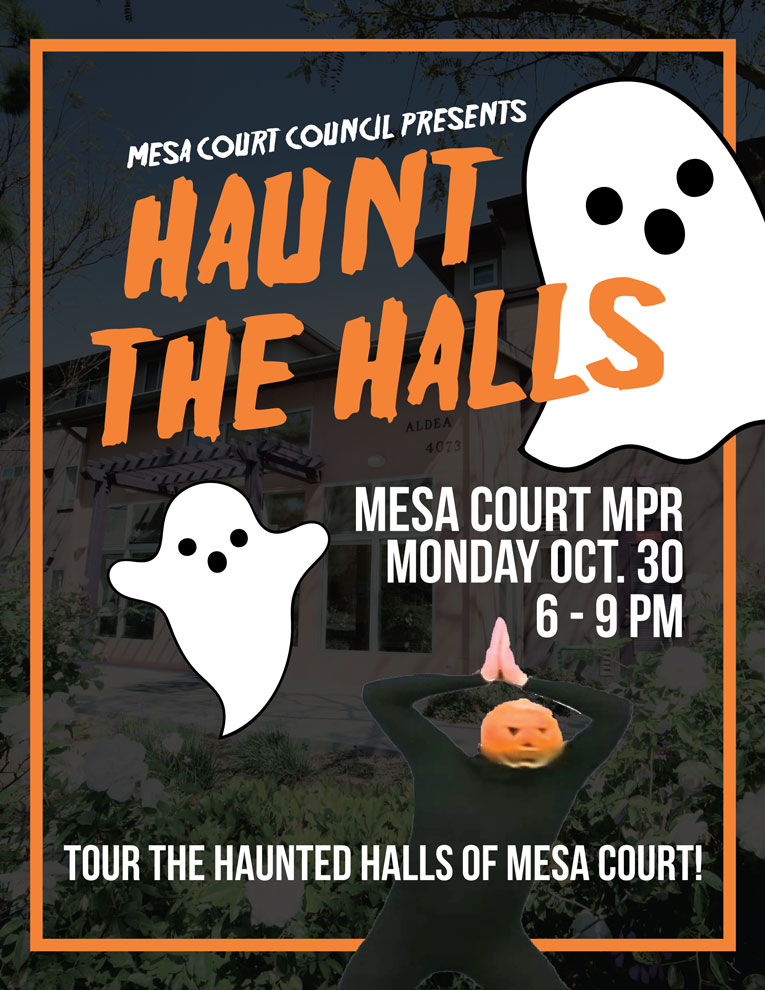 MESA COURT COUNCIL PRESENTS
HAUNT
THE HALLS
ALDEA
4073
MESA COURT MPR
MONDAY OCT. 30
6 - 9 PM
TOUR THE HAUNTED HALLS OF MESA COURT!